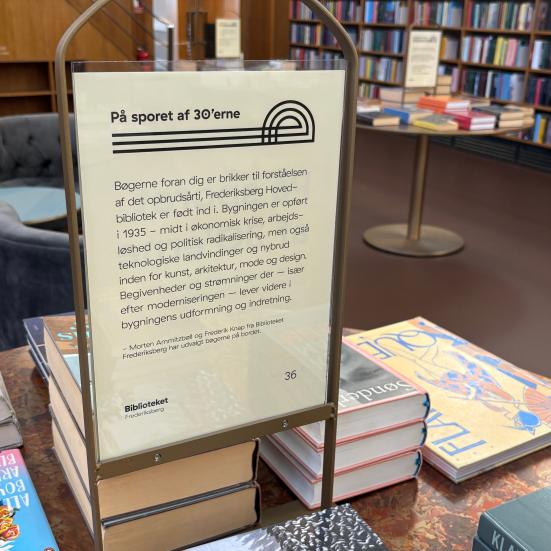 På sporet af 30'erne
Bøgerne foran dig er brikker til forståelsen
af det opbrudsårti, Frederiksberg Hoved-
bibliotek er født ind i. Bygningen er opført
i 1935 – midt i økonomisk krise, arbejds-
løshed og politisk radikalisering, men også
teknologiske landvindinger og nybrud
inden for kunst, arkitektur, mode og design.
Begivenheder og strømninger der – især
efter moderniseringen – lever videre i
bygningens udformning og indretning.
– Morten Ammitzbøll og Frederik Knap fra Biblioteket
Frederiksberg har udvalgt bøgerne på bordet.
36
Biblioteket
Frederiksberg